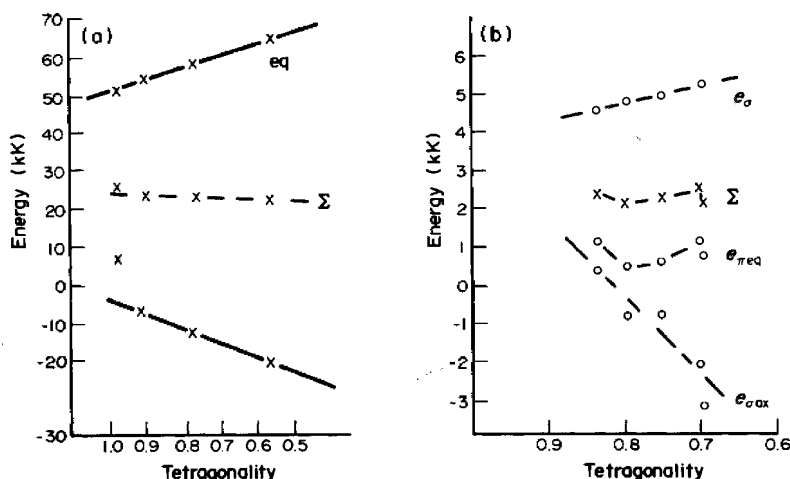 (a)
Energy (kK)
70
60
50
40
30
20
10
0
-10
-20
-30
eq
Σ
1.0 0.9 0.8 0.7 0.6 0.5
Tetragonality
(b)
Energy (kK)
6
5
4
3
2
1
0
-1
-2
-3
eσ
Σ
eπeq
eσax
0.9 0.8 0.7 0.6
Tetragonality